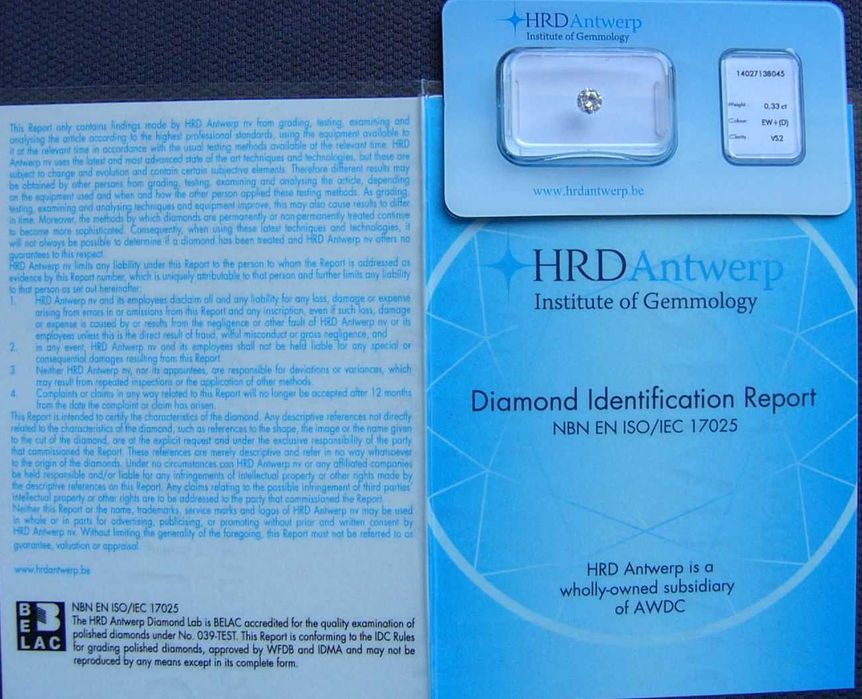 HRD Antwerp
Institute of Gemmology
14027138045
Weight: 0.33 ct
Colour: EW+(D)
Clarity: VS2
www.hrdantwerp.be
This Report only contains findings made by HRD Antwerp nv from grading, testing, examining and
analysing the article according to the highest professional standards, using the equipment available to
it at the relevant time in accordance with the usual testing methods available at the relevant time. HRD
Antwerp nv uses the latest and most advanced state of the art techniques and technologies, but these are
subject to change and evolution and contain certain subjective elements. Therefore different results may
be obtained by other persons from grading, testing, examining and analysing the article, depending
on the equipment used and when and how the other person applied these testing methods. As grading,
testing, examining and analysing techniques and equipment improve, this may also cause results to differ
in time. Moreover, the methods by which diamonds are permanently or non-permanently treated continue
to become more sophisticated. Consequently, when using these latest techniques and technologies, it
will not always be possible to determine if a diamond has been treated and HRD Antwerp nv offers no
guarantees to this respect.
HRD Antwerp nv limits any liability under this Report to the person to whom the Report is addressed as
evidence by this Report number, which is uniquely attributable to that person and further limits any liability
to that person as set out hereinafter:
1. HRD Antwerp nv and its employees disclaim all and any liability for any loss, damage or expense
arising from errors in or omissions from this Report and any inscription, even if such loss, damage
or expense is caused by or results from the negligence or other fault of HRD Antwerp nv or its
employees unless this is the direct result of fraud, wilful misconduct or gross negligence, and
2. in any event, HRD Antwerp nv and its employees shall not be held liable for any special or
consequential damages resulting from this Report.
3 Neither HRD Antwerp nv, nor its appointees, are responsible for deviations or variances, which
may result from repeated inspections or the application of other methods.
4. Complaints or claims in any way related to this Report will no longer be accepted after 12 months
from the date the complaint or claim has arisen.
This Report is intended to certify the characteristics of the diamond. Any descriptive references not directly
related to the characteristics of the diamond, such as references to the shape, the image or the name given
to the cut of the diamond, are at the explicit request and under the exclusive responsibility of the party
that commissioned the Report. These references are merely descriptive and refer in no way whatsoever
to the origin of the diamonds. Under no circumstances can HRD Antwerp nv or any affiliated companies
be held responsible and/or liable for any infringements of intellectual property or other rights made by
the descriptive references on this Report. Any claims relating to the possible infringement of third parties'
intellectual property or other rights are to be addressed to the party that commissioned the Report.
Neither this Report or the name, trademarks, service marks and logos of HRD Antwerp nv may be used
in whole or in parts for advertising, publicising, or promoting without prior and written consent by
HRD Antwerp nv. Without limiting the generality of the foregoing, this Report must not be referred to as
guarantee, valuation or appraisal.
www.hrdantwerp.be
BELAC
NBN EN ISO/IEC 17025
The HRD Antwerp Diamond Lab is BELAC accredited for the quality examination of
polished diamonds under No. 039-TEST. This Report is conforming to the IDC Rules
for grading polished diamonds, approved by WFDB and IDMA and may not be
reproduced by any means except in its complete form.
HRD Antwerp
Institute of Gemmology
Diamond Identification Report
NBN EN ISO/IEC 17025
HRD Antwerp is a
wholly-owned subsidiary
of AWDC